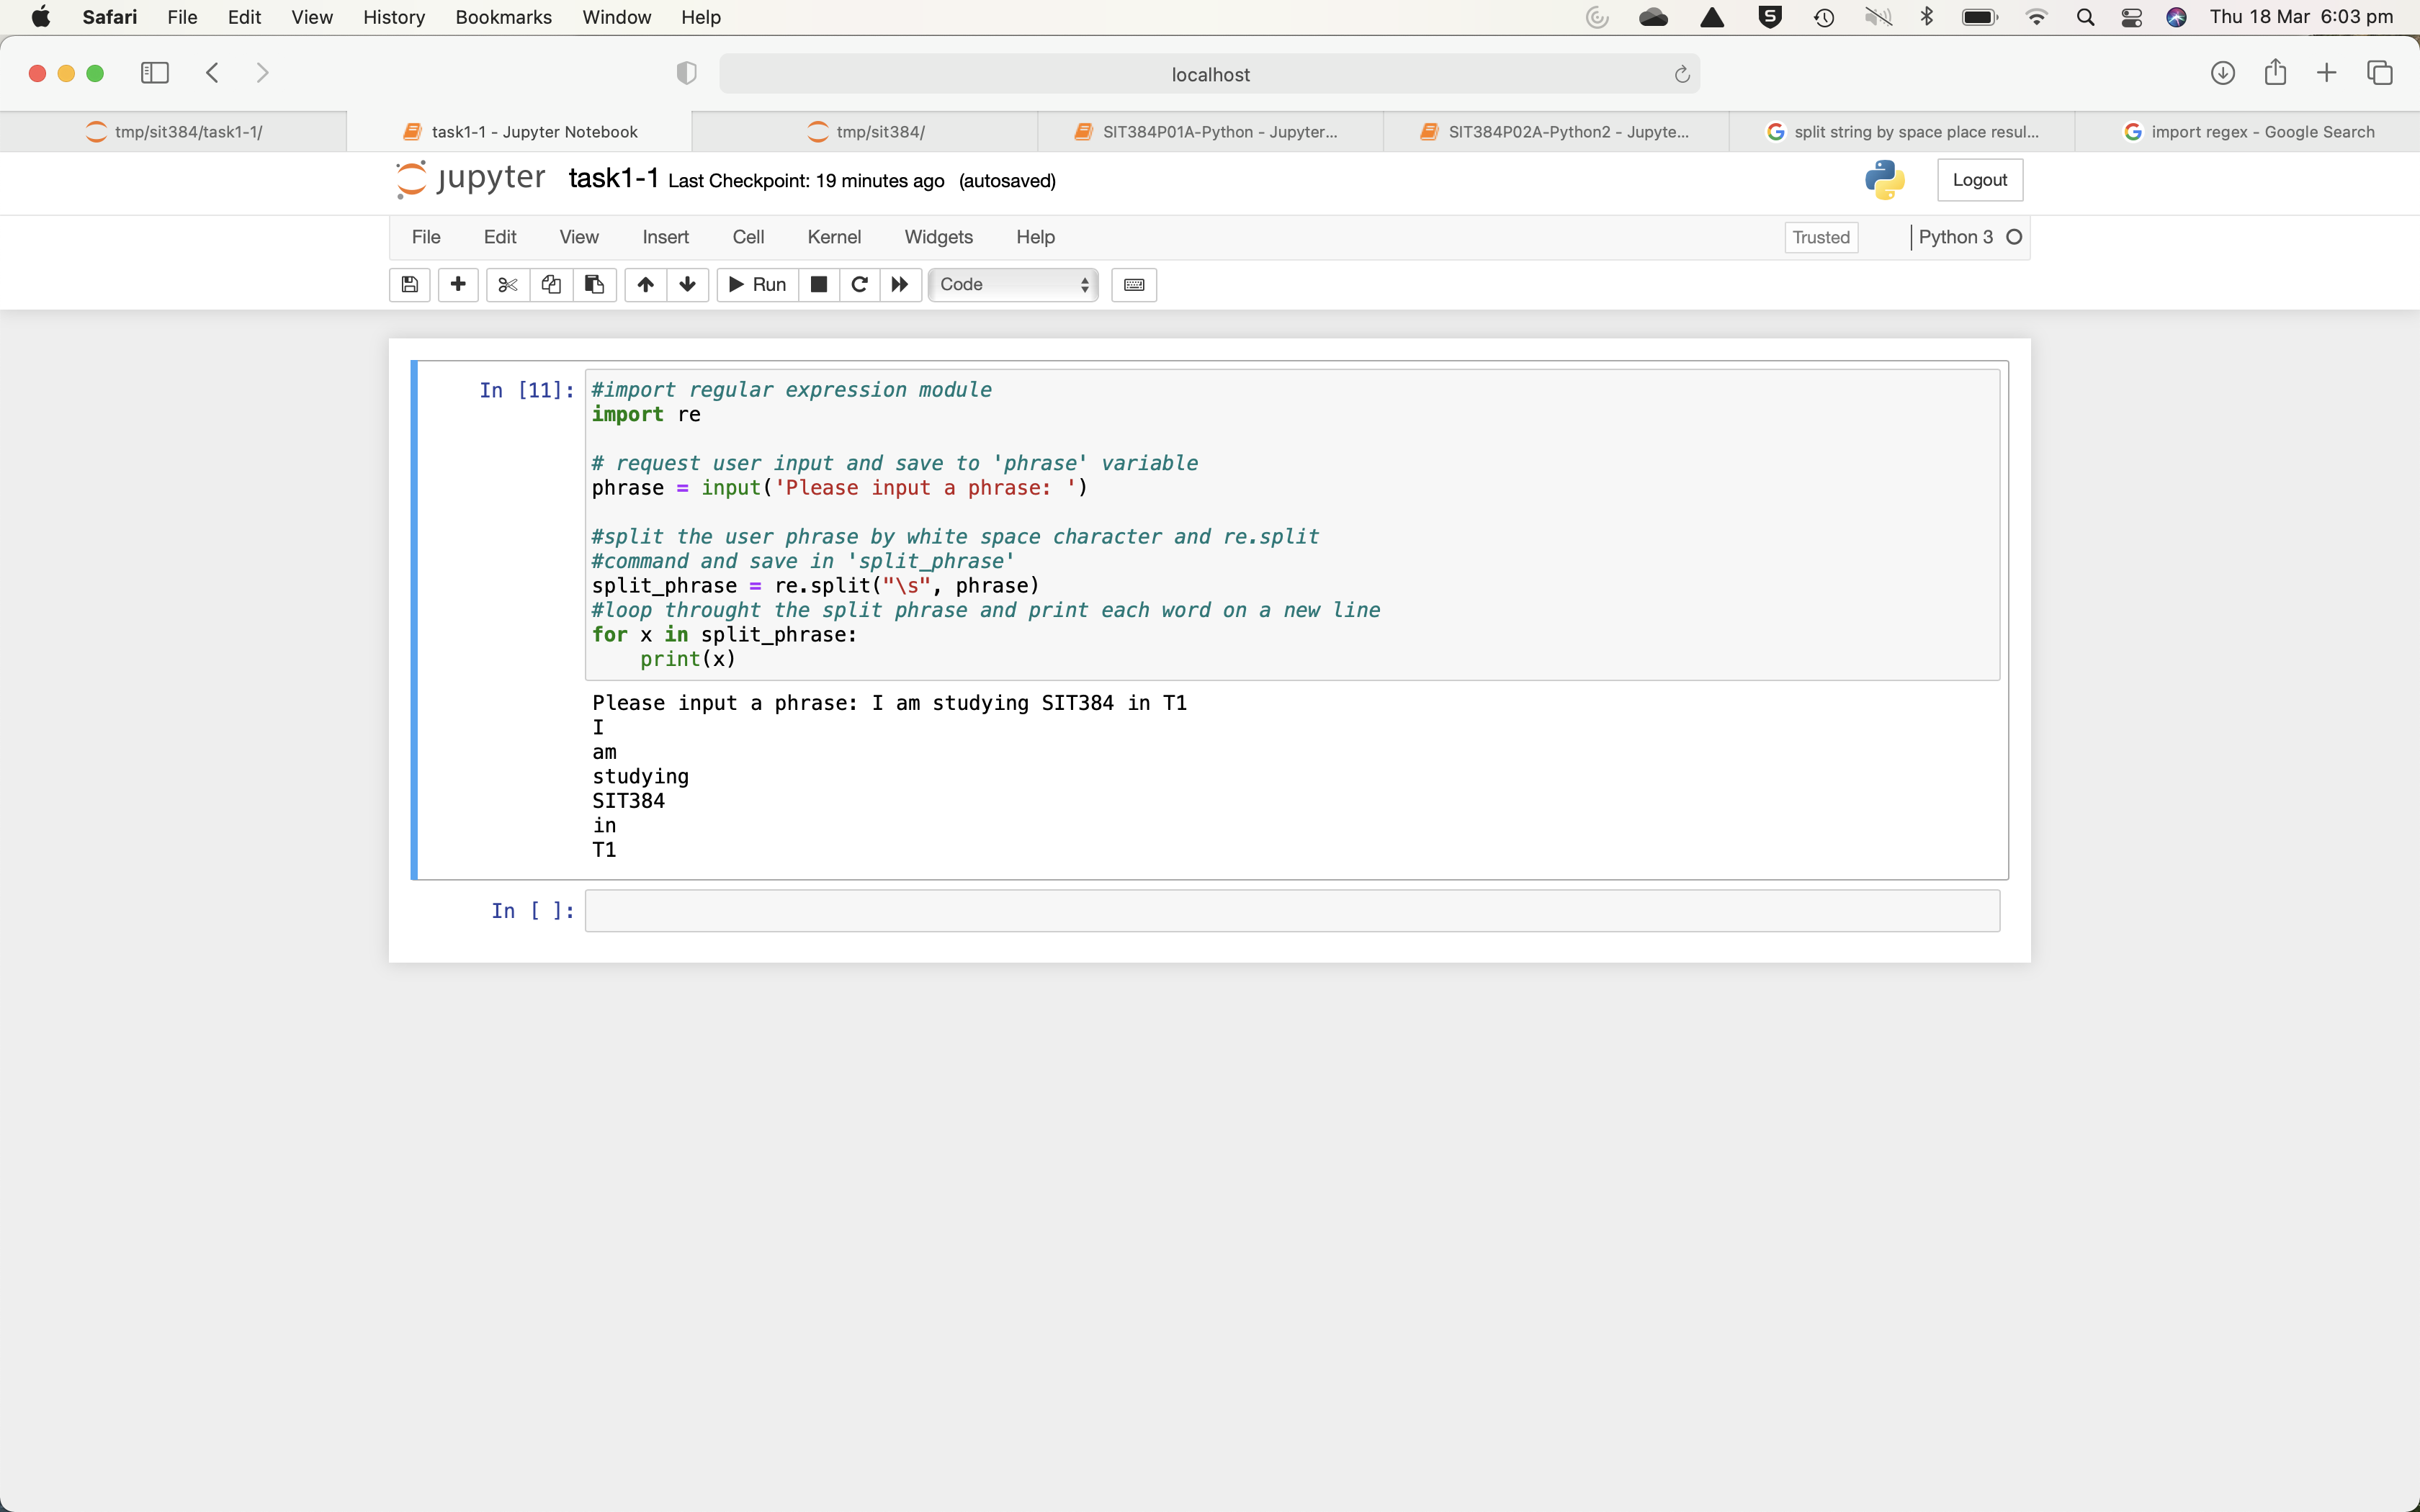 Safari File Edit View History Bookmarks Window Help Thu 18 Mar 6:03 pm
localhost
tmp/sit384/task1-1/ task1-1 - Jupyter Notebook tmp/sit384/ SIT384P01A-Python - Jupyter... SIT384P02A-Python2 - Jupyte... split string by space place resul... import regex - Google Search
jupyter task1-1 Last Checkpoint: 19 minutes ago (autosaved) Logout
File Edit View Insert Cell Kernel Widgets Help Trusted Python 3
Run Code
In [11]: #import regular expression module
import re
# request user input and save to 'phrase' variable
phrase = input('Please input a phrase: ')
#split the user phrase by white space character and re.split
#command and save in 'split_phrase'
split_phrase = re.split("\s", phrase)
#loop throught the split phrase and print each word on a new line
for x in split_phrase:
    print(x)
Please input a phrase: I am studying SIT384 in T1
I
am
studying
SIT384
in
T1
In [ ]: